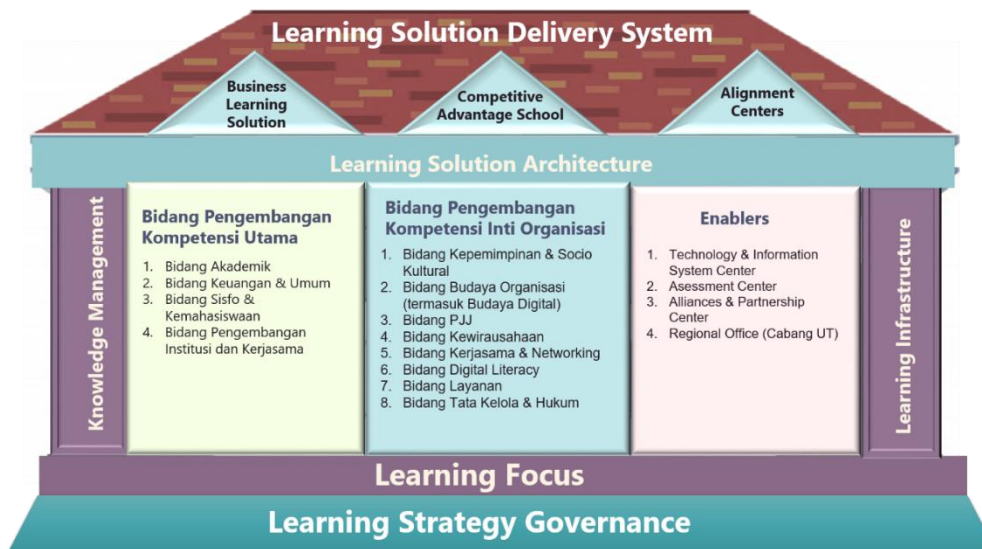 Learning Solution Delivery System
Business
Learning
Solution
Competitive
Advantage School
Alignment
Centers
Learning Solution Architecture
Knowledge Management
Bidang Pengembangan
Kompetensi Utama
1. Bidang Akademik
2. Bidang Keuangan & Umum
3. Bidang Sisfo &
Kemahasiswaan
4. Bidang Pengembangan
Institusi dan Kerjasama
Bidang Pengembangan
Kompetensi Inti Organisasi
1. Bidang Kepemimpinan & Socio
Kultural
2. Bidang Budaya Organisasi
(termasuk Budaya Digital)
3. Bidang PJJ
4. Bidang Kewirausahaan
5. Bidang Kerjasama & Networking
6. Bidang Digital Literacy
7. Bidang Layanan
8. Bidang Tata Kelola & Hukum
Enablers
1. Technology & Information
System Center
2. Asessment Center
3. Alliances & Partnership
Center
4. Regional Office (Cabang UT)
Learning Infrastructure
Learning Focus
Learning Strategy Governance